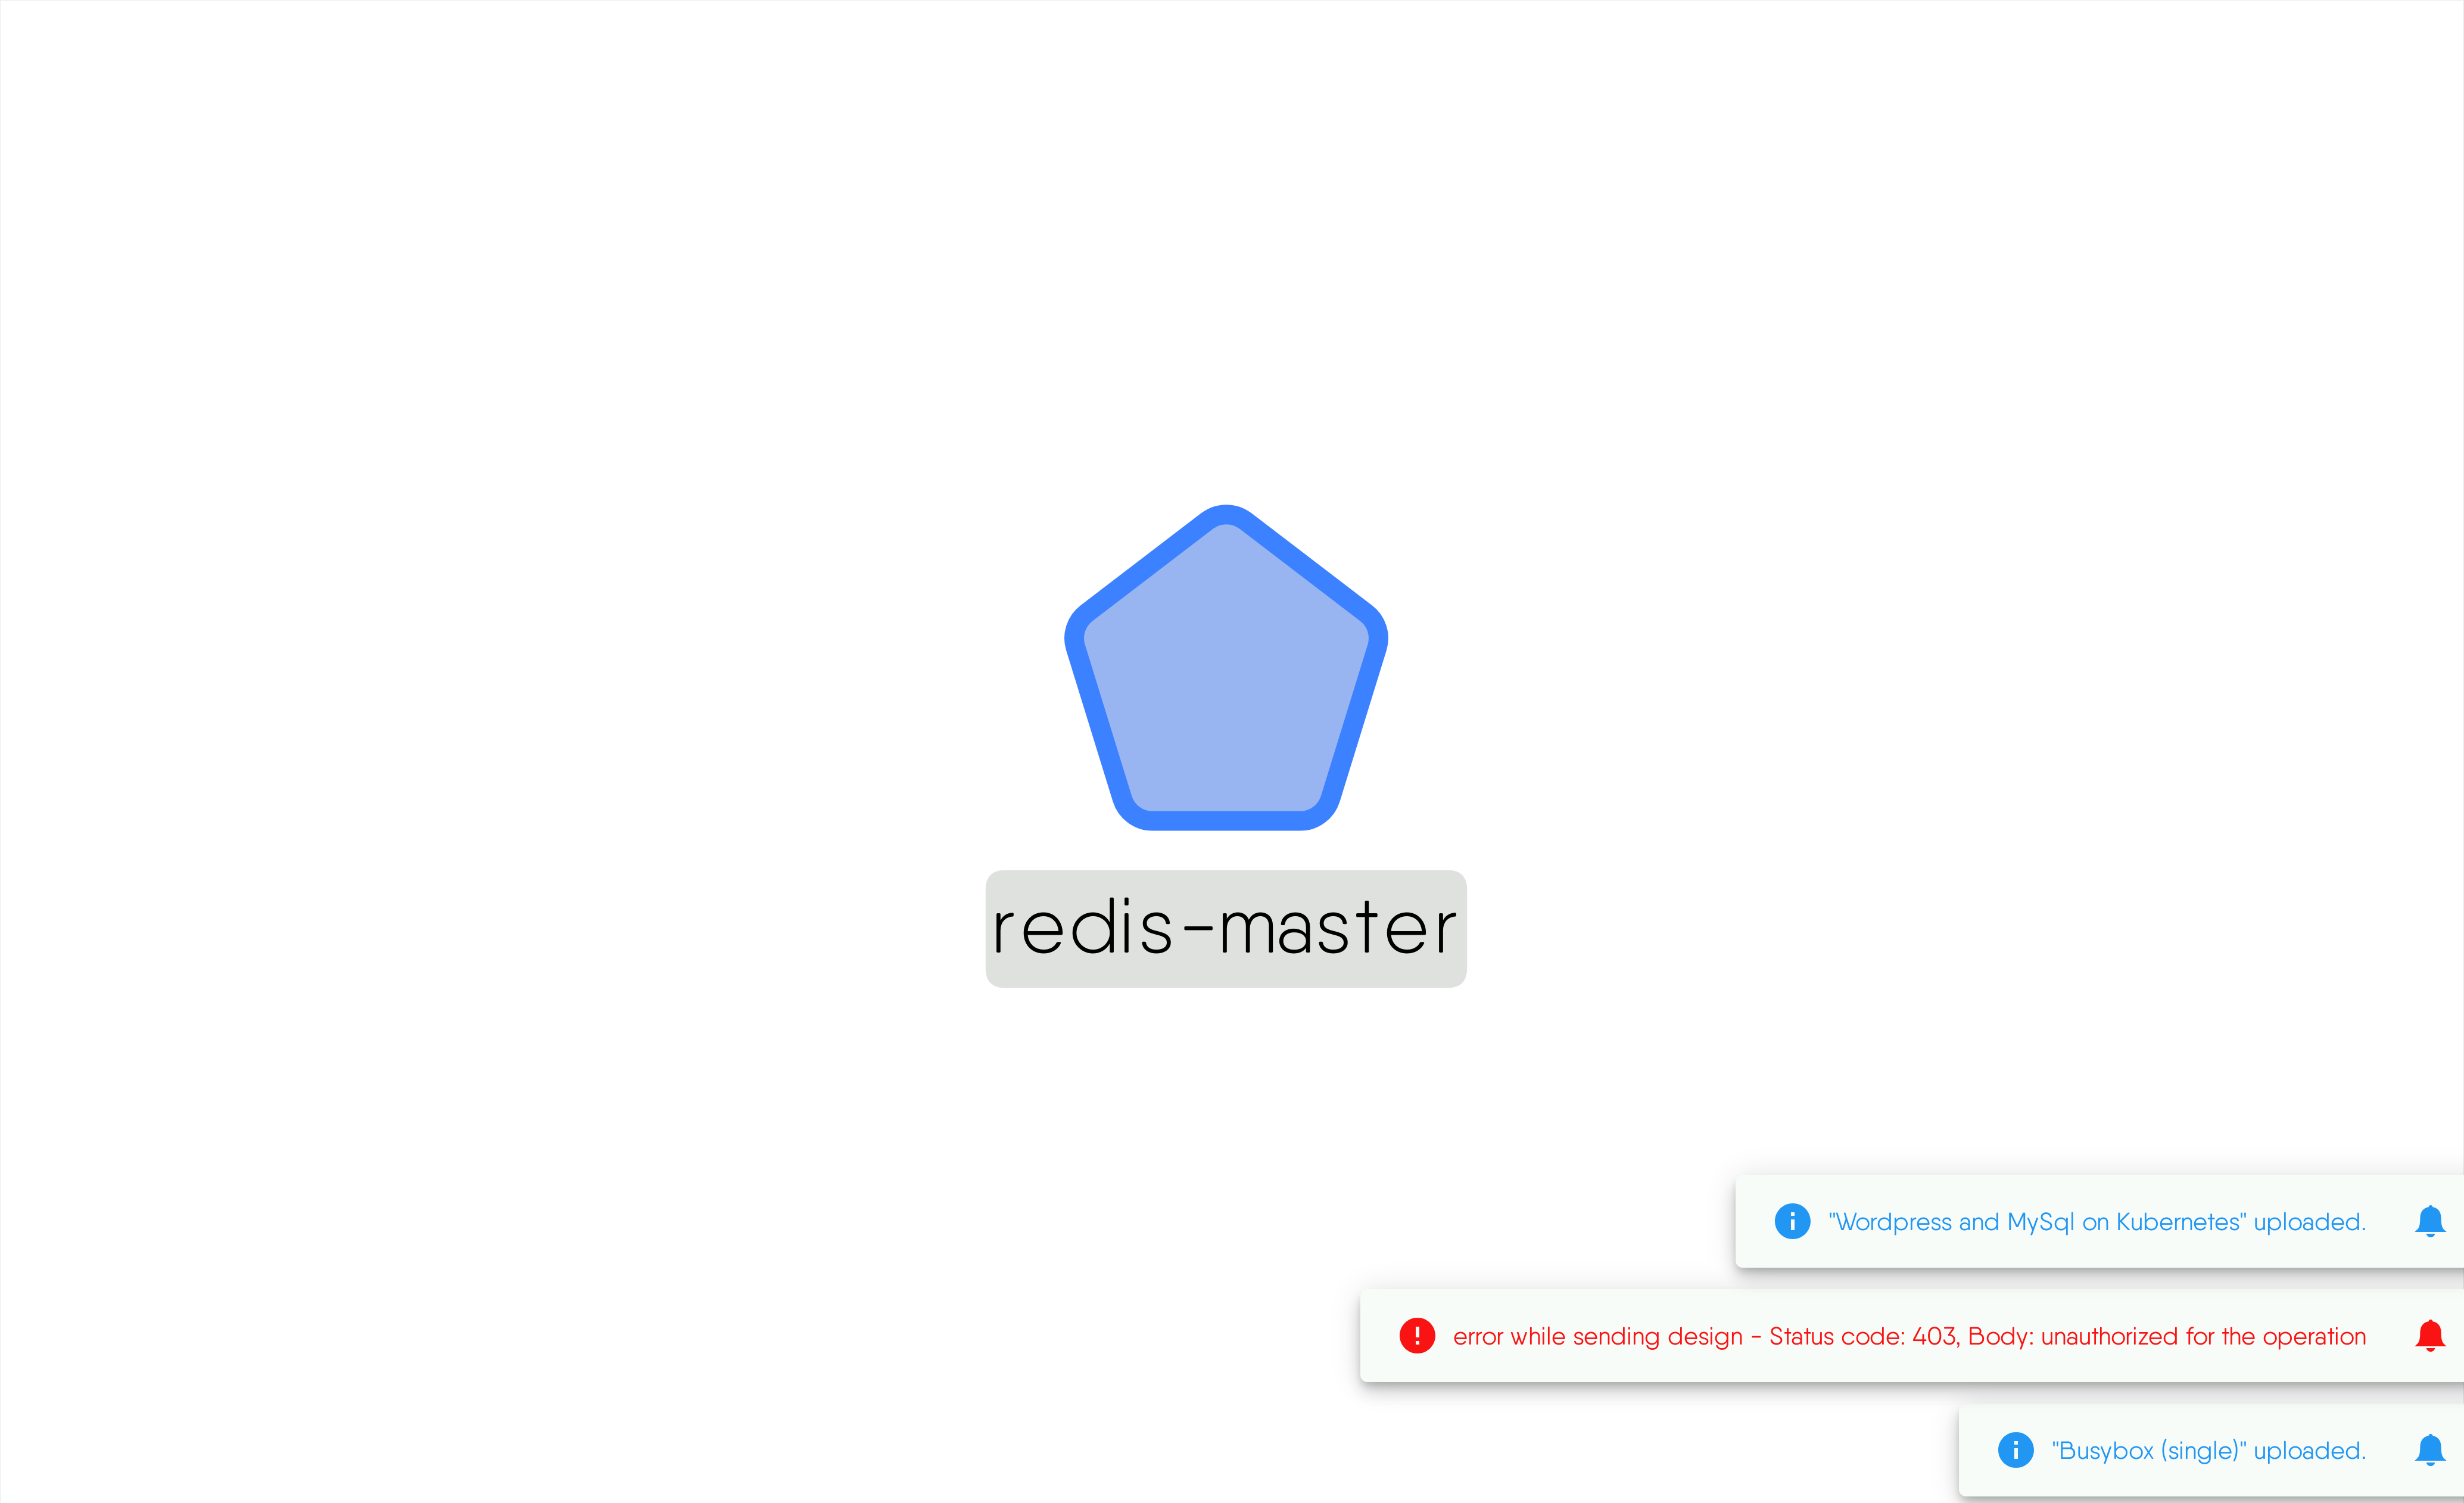 redis-master
"Wordpress and MySql on Kubernetes" uploaded.
error while sending design - Status code: 403, Body: unauthorized for the operation
"Busybox (single)" uploaded.